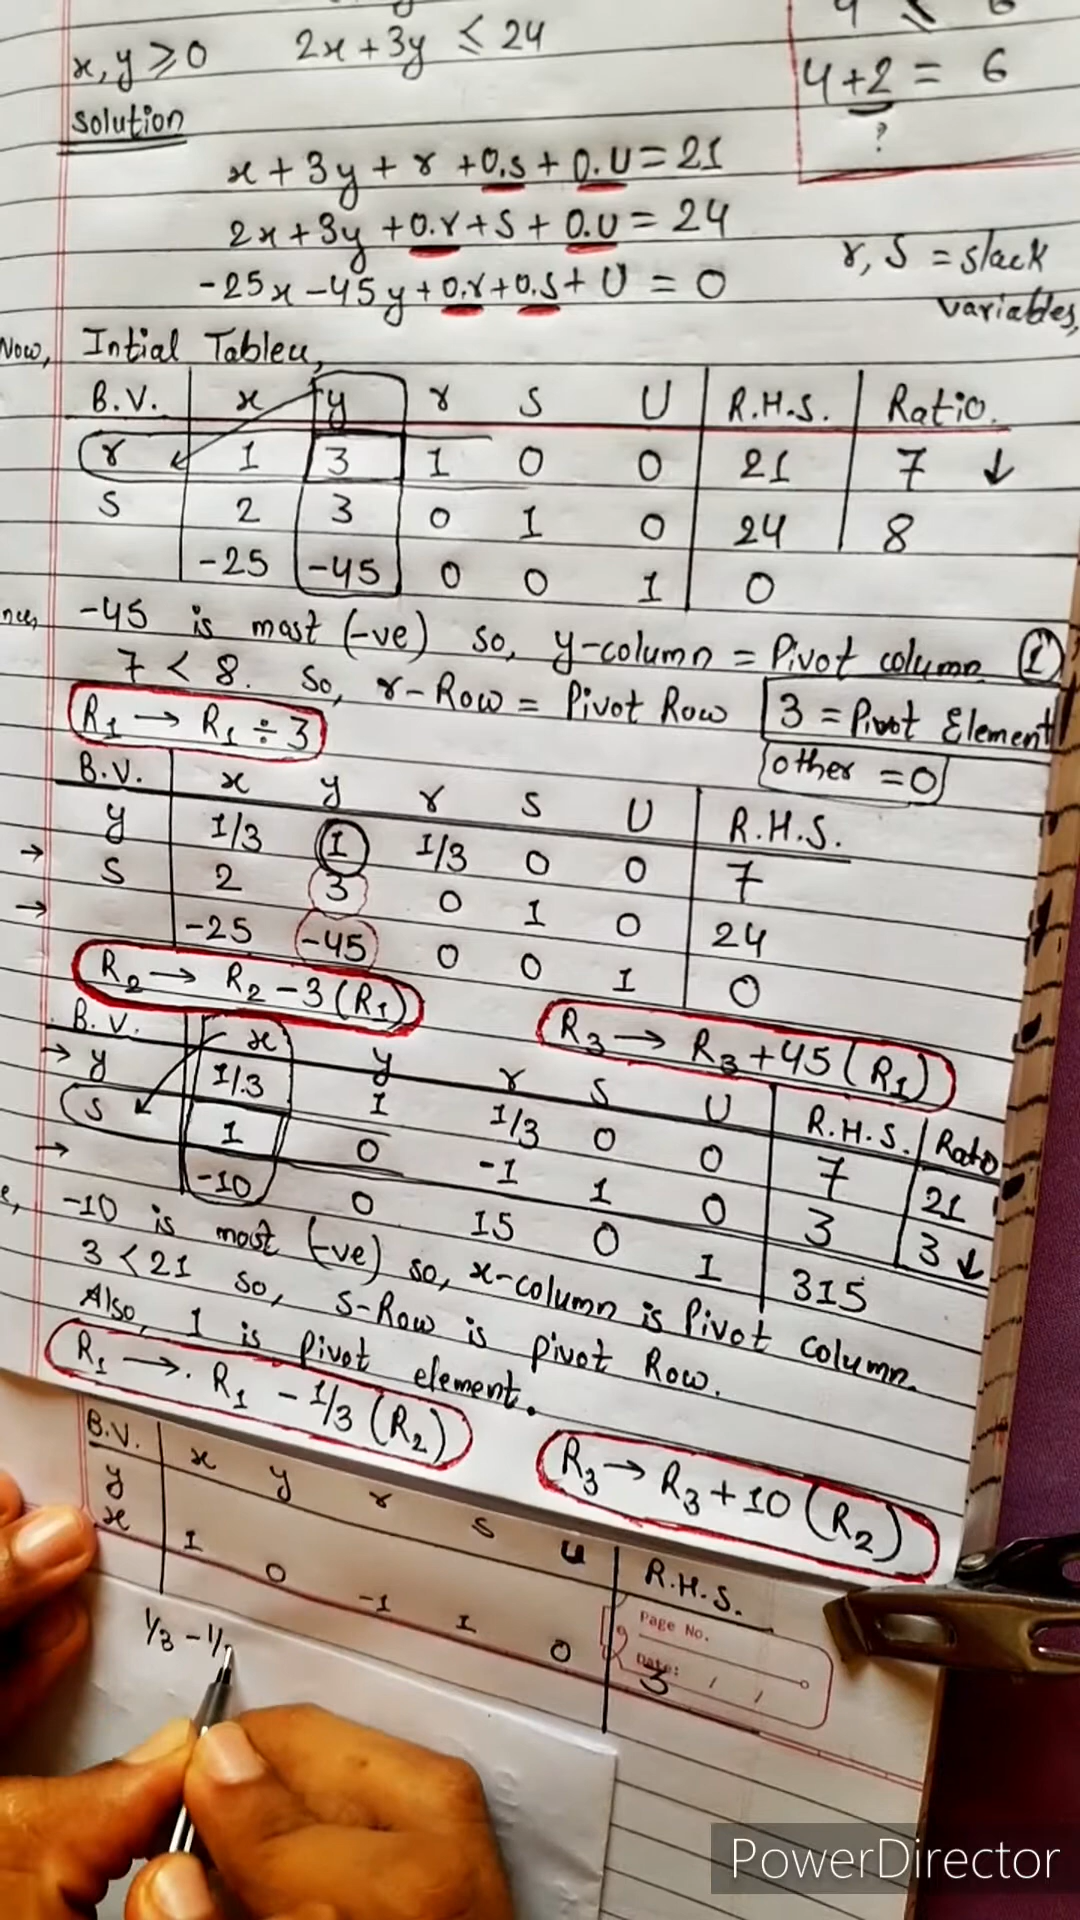 4 ≤ 6
x, y ≥ 0 2x + 3y ≤ 24
4 + 2 = 6
?
Solution
x + 3y + r + 0.s + 0.U = 21
2x + 3y + 0.r + S + 0.U = 24
-25x - 45y + 0.r + 0.s + U = 0
r, s = slack
variables,
Now, Intial Tableu,
B.V. x y r S U R.H.S. Ratio.
r 1 3 1 0 0 21 7 ↓
S 2 3 0 1 0 24 8
-25 -45 0 0 1 0
-45 is most (-ve) so, y-column = Pivot column 1
7 < 8. So, r-Row = Pivot Row 3 = Pivot Element
other = 0
R1 → R1 ÷ 3
B.V. x y r S U R.H.S.
y 1/3 1 1/3 0 0 7
→ S 2 3 0 1 0 24
→ -25 -45 0 0 1 0
R2 → R2 - 3(R1) R3 → R3 + 45(R1)
B.V. x y r S U R.H.S. Ratio
→ y 1/3 1 1/3 0 0 7 21
S 1 0 -1 1 0 3 3 ↓
→ -10 0 15 0 1 315
-10 is most (-ve) so, x-column is Pivot column.
3 < 21 so, S-Row is pivot Row.
Also, 1 is pivot element.
R1 →. R1 - 1/3 (R2) R3 → R3 + 10 (R2)
B.V. x y r s u R.H.S.
y
x 1 0 -1 1 0 3
Page No.
Date:
1/3 - 1/
PowerDirector